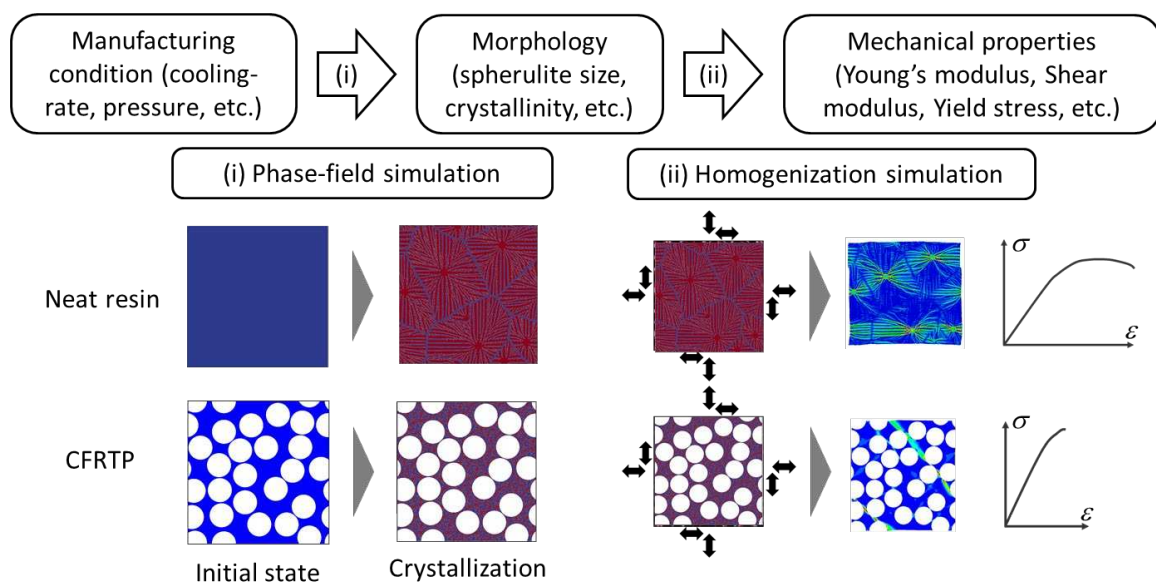 Manufacturing
condition (cooling-
rate, pressure, etc.)
(i)
Morphology
(spherulite size,
crystallinity, etc.)
(ii)
Mechanical properties
(Young's modulus, Shear
modulus, Yield stress, etc.)
(i) Phase-field simulation
(ii) Homogenization simulation
Neat resin
σ
ε
CFRTP
σ
ε
Initial state
Crystallization